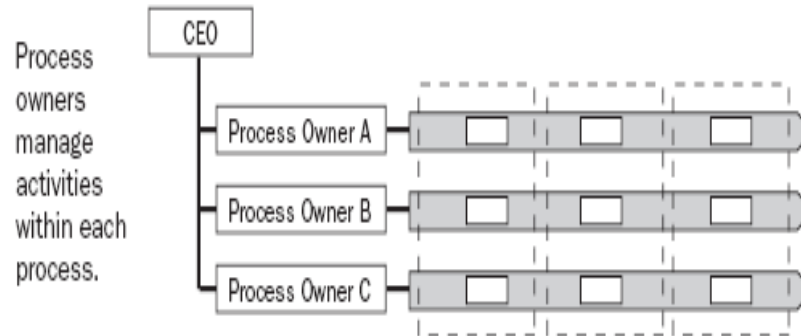 CEO
Process
owners
manage
activities
within each
process.
Process Owner A
Process Owner B
Process Owner C